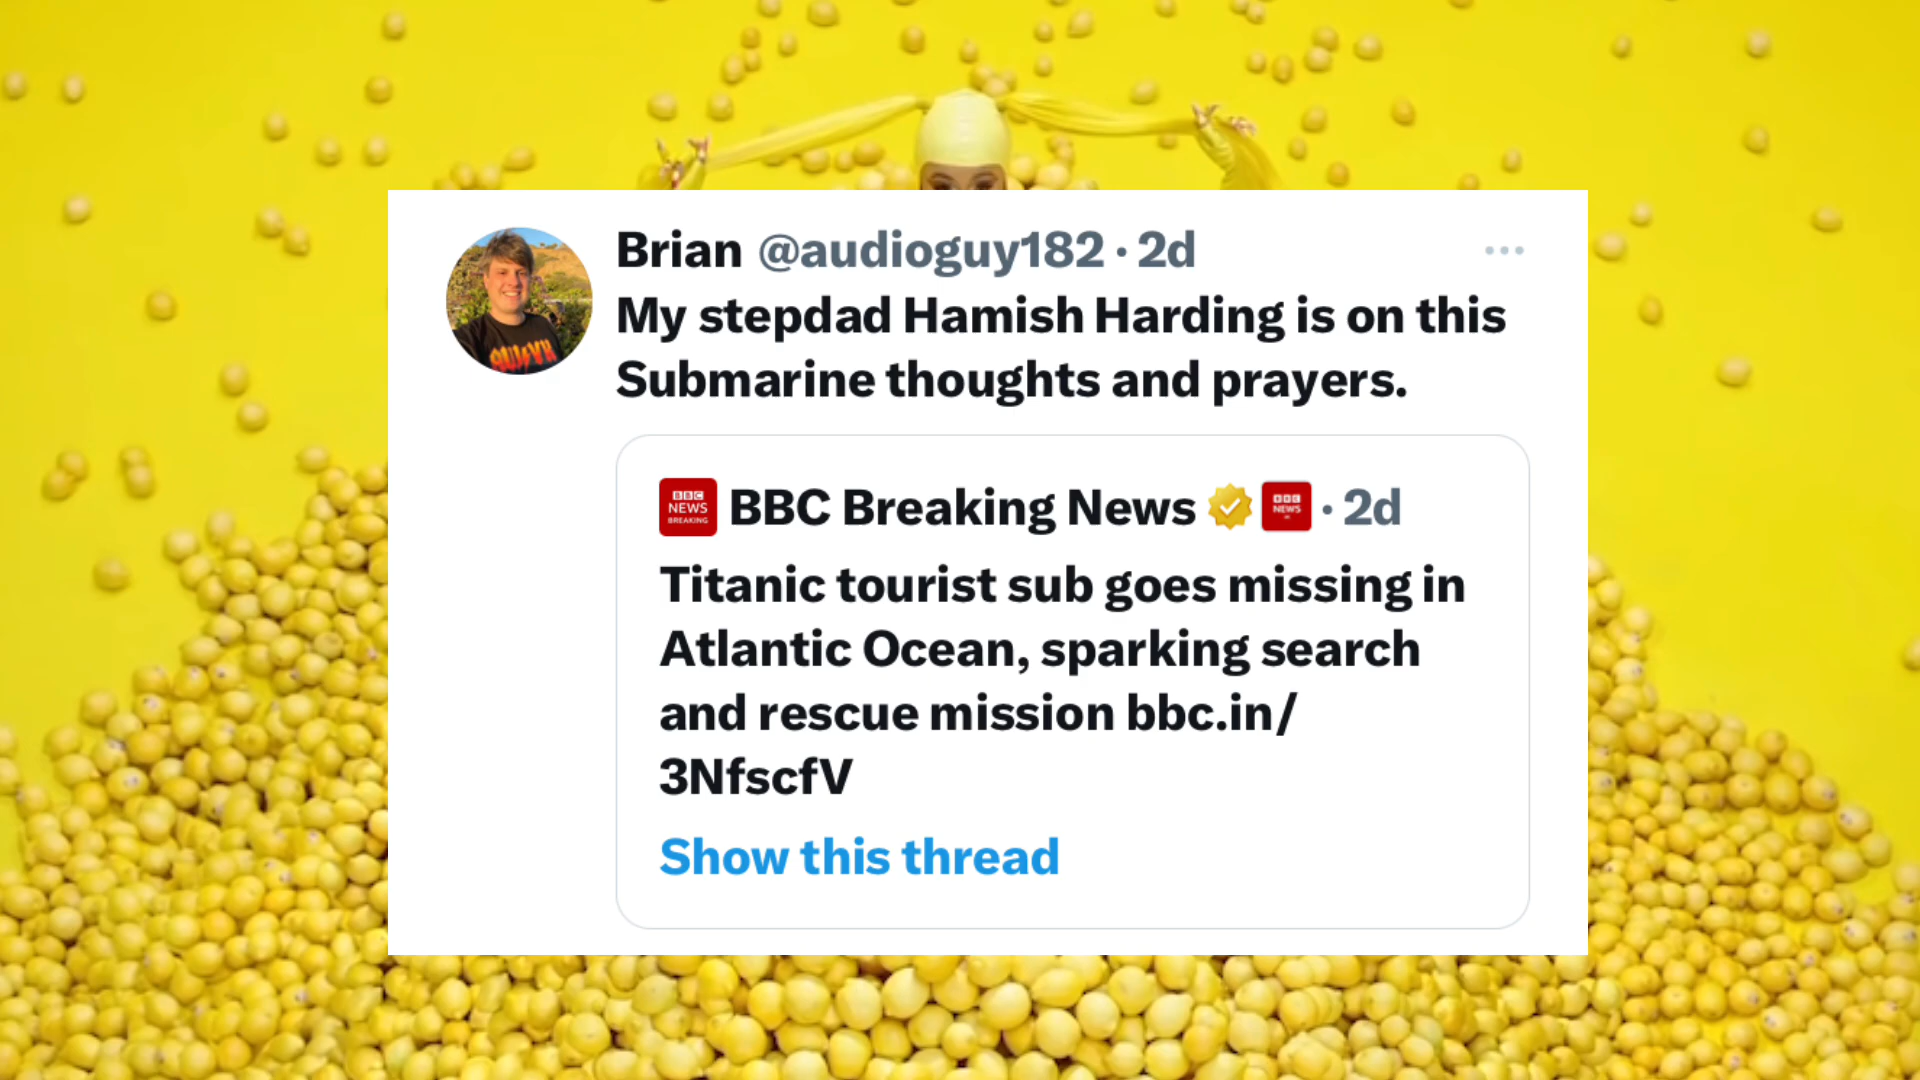 Brian @audioguy182 · 2d
My stepdad Hamish Harding is on this
Submarine thoughts and prayers.
BBC
NEWS
BREAKING
BBC Breaking News
BBC
NEWS
· 2d
Titanic tourist sub goes missing in
Atlantic Ocean, sparking search
and rescue mission bbc.in/
3NfscfV
Show this thread